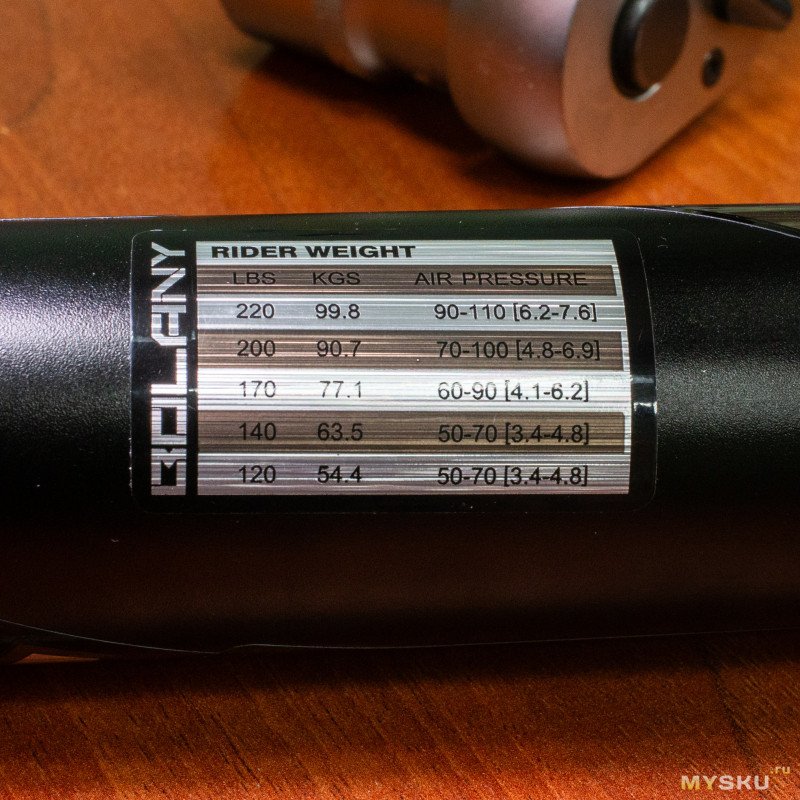 BOLANY
RIDER WEIGHT
LBS KGS AIR PRESSURE
220 99.8 90-110 [6.2-7.6]
200 90.7 70-100 [4.8-6.9]
170 77.1 60-90 [4.1-6.2]
140 63.5 50-70 [3.4-4.8]
120 54.4 50-70 [3.4-4.8]
MYSKU.ru